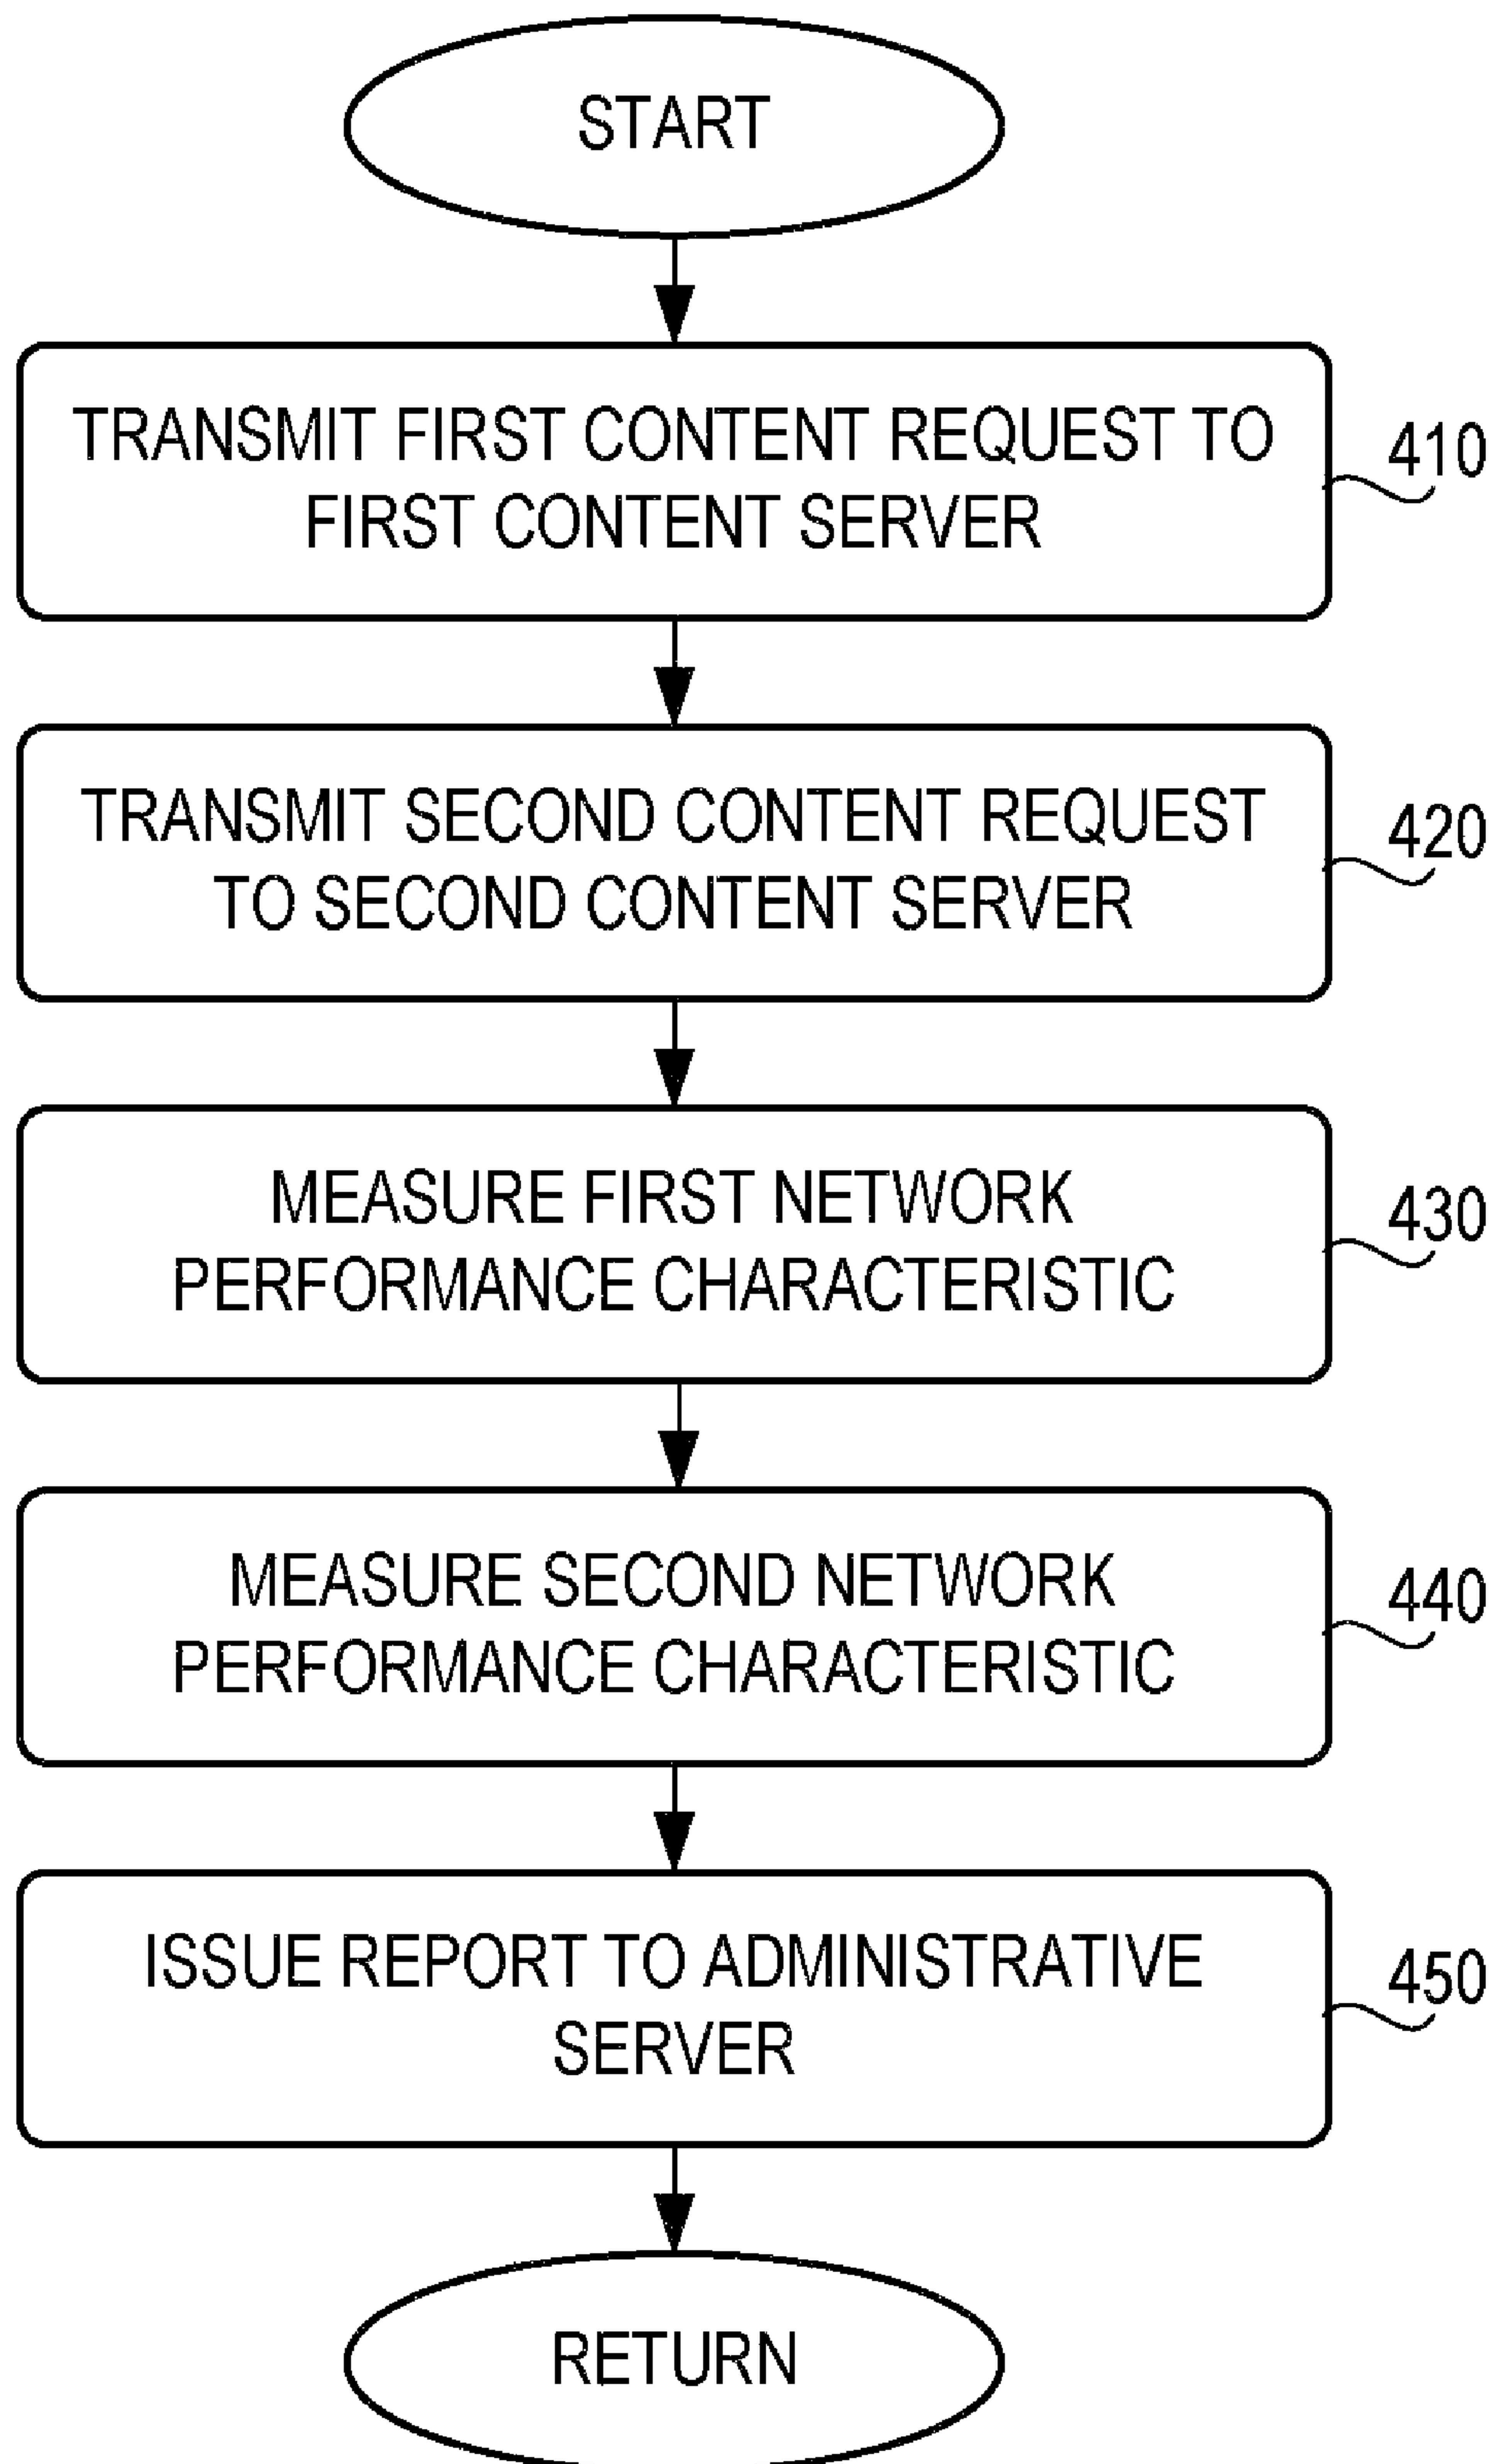 START
TRANSMIT FIRST CONTENT REQUEST TO
FIRST CONTENT SERVER
410
TRANSMIT SECOND CONTENT REQUEST
TO SECOND CONTENT SERVER
420
MEASURE FIRST NETWORK
PERFORMANCE CHARACTERISTIC
430
MEASURE SECOND NETWORK
PERFORMANCE CHARACTERISTIC
440
ISSUE REPORT TO ADMINISTRATIVE
SERVER
450
RETURN